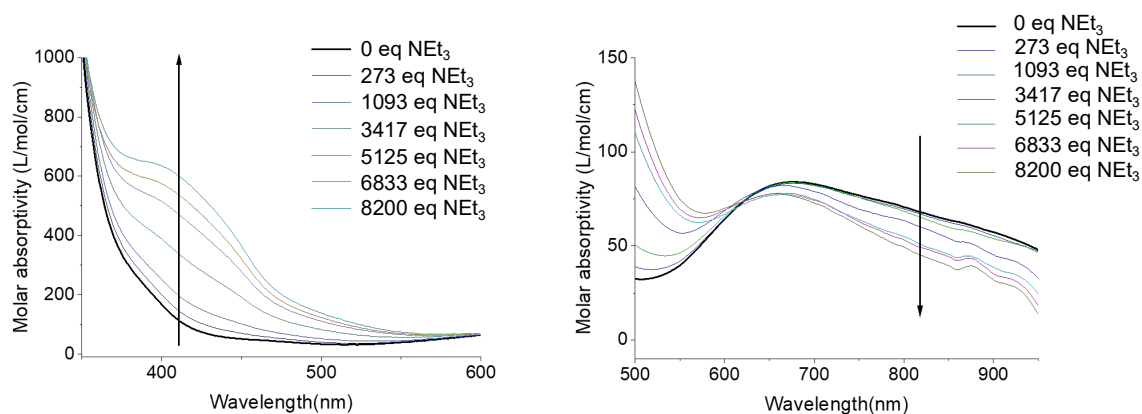 0 eq NEt₃
273 eq NEt₃
1093 eq NEt₃
3417 eq NEt₃
5125 eq NEt₃
6833 eq NEt₃
8200 eq NEt₃
1000
800
600
400
200
0
Molar absorptivity (L/mol/cm)
400
500
600
Wavelength(nm)
0 eq NEt₃
273 eq NEt₃
1093 eq NEt₃
3417 eq NEt₃
5125 eq NEt₃
6833 eq NEt₃
8200 eq NEt₃
150
100
50
0
Molar absorptivity (L/mol/cm)
500
600
700
800
900
Wavelength(nm)